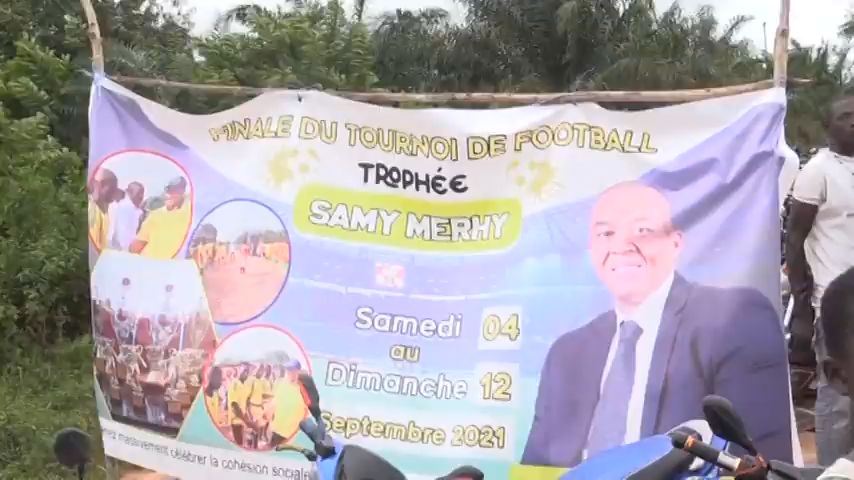 FINALE DU TOURNOI DE FOOTBALL
TROPHÉE
SAMY MERHY
Samedi 04
au
Dimanche 12
Septembre 2021
massivement célébrer la cohésion sociale